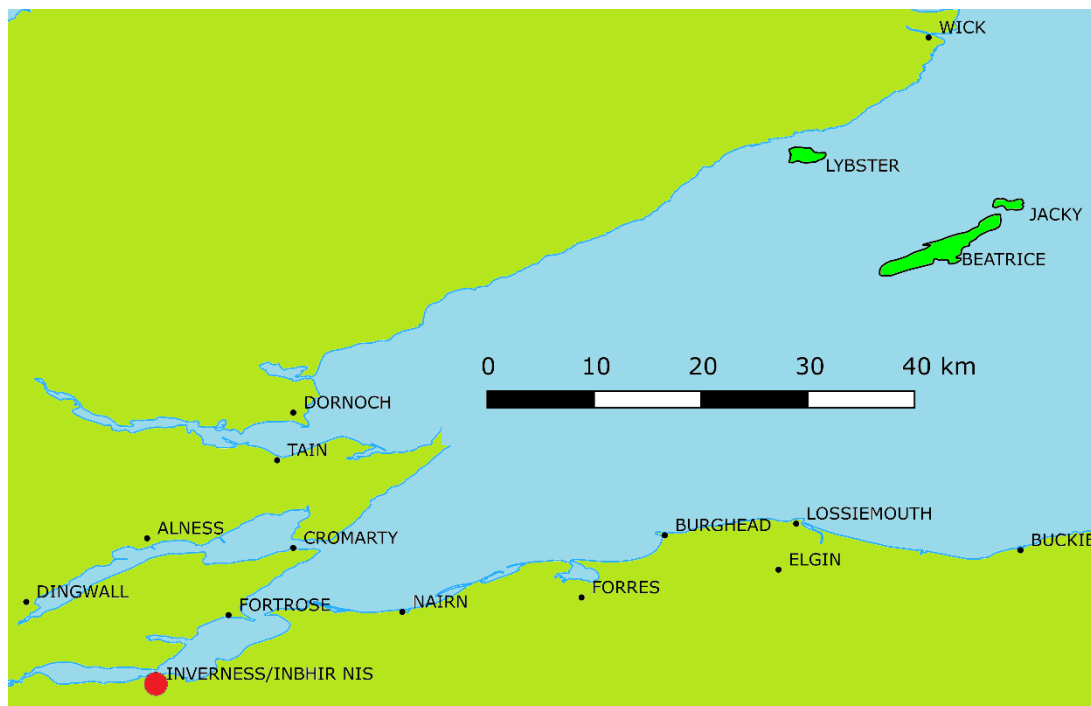 WICK
LYBSTER
JACKY
BEATRICE
0 10 20 30 40 km
DORNOCH
TAIN
ALNESS
CROMARTY
BURGHEAD
LOSSIEMOUTH
BUCKIE
ELGIN
DINGWALL
FORTROSE
NAIRN
FORRES
INVERNESS/INBHIR NIS